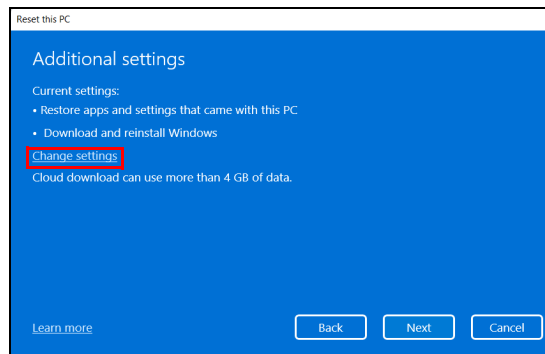 Reset this PC
Additional settings
Current settings:
• Restore apps and settings that came with this PC
• Download and reinstall Windows
Change settings
Cloud download can use more than 4 GB of data.
Learn more Back Next Cancel